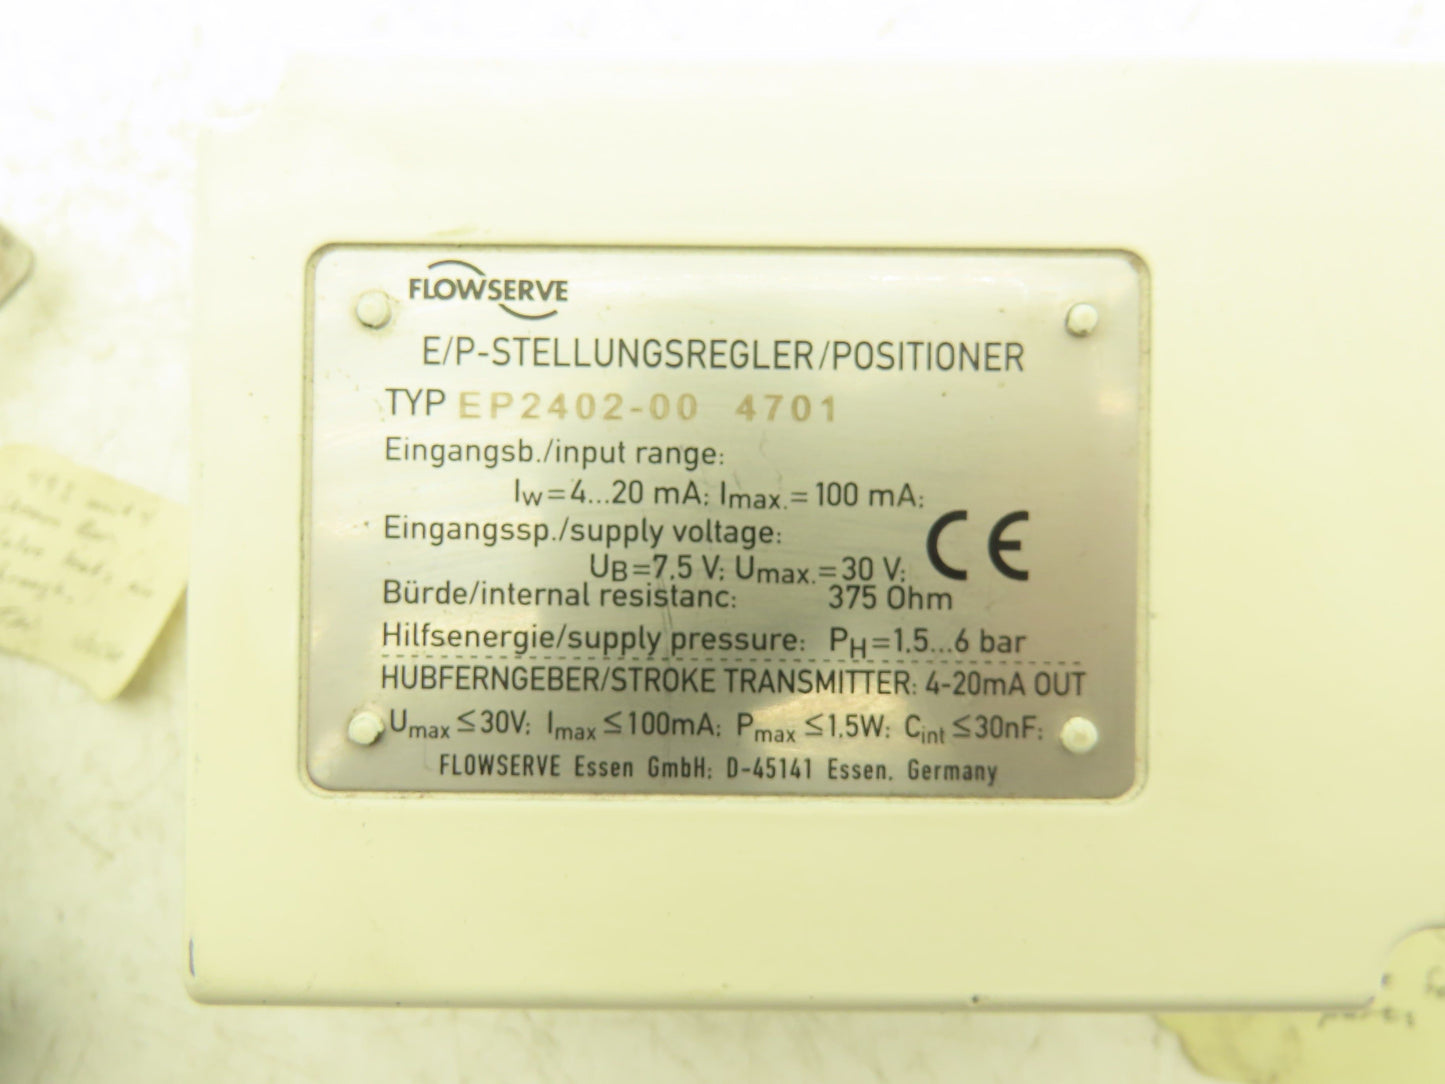 FLOWSERVE
E/P-STELLUNGSREGLER/POSITIONER
TYP EP2402-00 4701
Eingangsb./input range:
Iw=4...20 mA; Imax.=100 mA;
Eingangssp./supply voltage:
UB=7.5 V; Umax.=30 V;
CE
Bürde/internal resistanc: 375 Ohm
Hilfsenergie/supply pressure: PH=1.5...6 bar
HUBFERNGEBER/STROKE TRANSMITTER: 4-20mA OUT
Umax ≤30V; Imax ≤100mA; Pmax ≤1.5W; Cint ≤30nF;
FLOWSERVE Essen GmbH; D-45141 Essen. Germany
parts